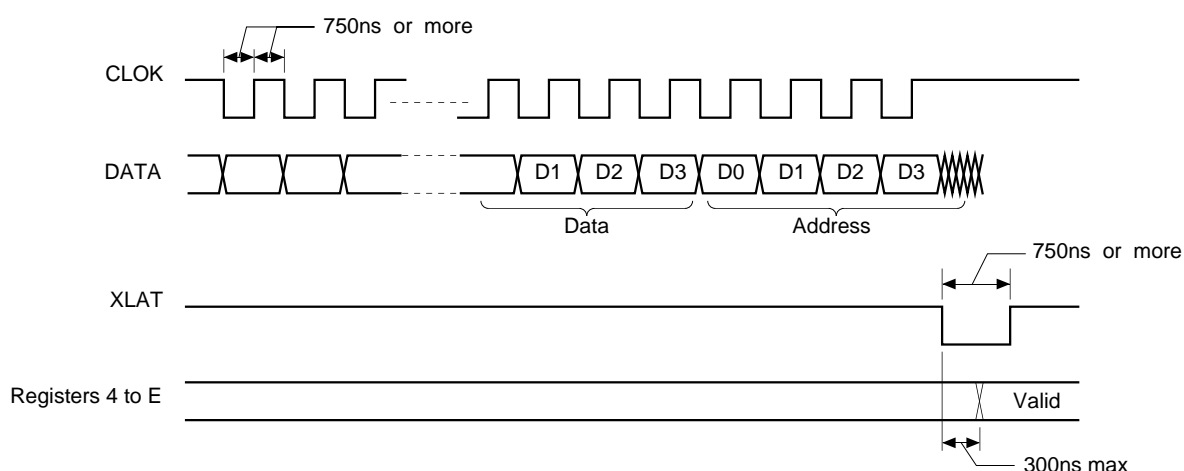 750ns or more
CLOK
DATA
D1 D2 D3 D0 D1 D2 D3
Data Address
750ns or more
XLAT
Registers 4 to E
Valid
300ns max